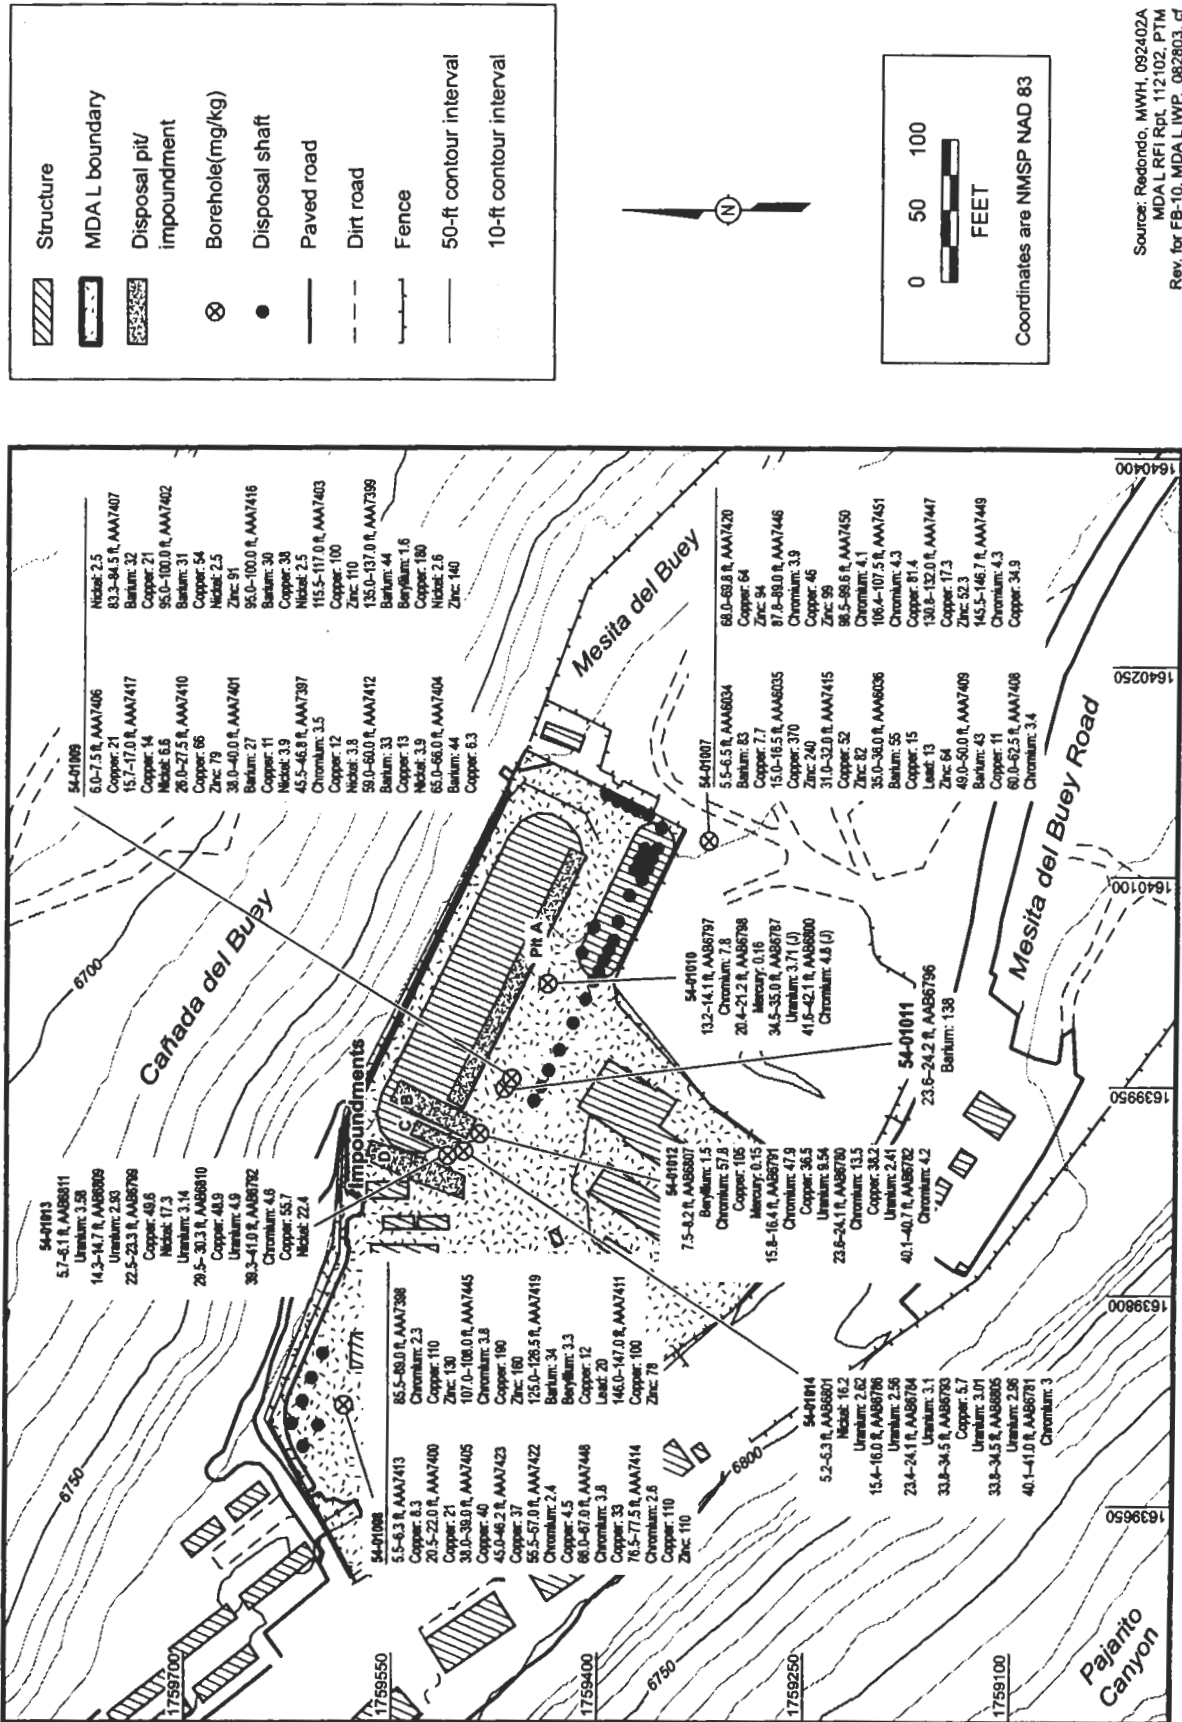 Structure
MDA L boundary
Disposal pit/
impoundment
Borehole(mg/kg)
Disposal shaft
Paved road
Dirt road
Fence
50-ft contour interval
10-ft contour interval
N
0 50 100
FEET
Coordinates are NMSP NAD 83
Source: Redondo, MWH, 092402A
MDA L RFI Rpt, 112102, PTM
Rev. for FB-10, MDA L IWP, 082803, cf
54-01009
6.0–7.5 ft, AAA7406
Copper: 21
15.7–17.0 ft, AAA7417
Copper: 14
Nickel: 6.6
26.0–27.5 ft, AAA7410
Copper: 66
Zinc: 79
38.0–40.0 ft, AAA7401
Barium: 27
Copper: 11
Nickel: 3.9
45.5–46.8 ft, AAA7397
Chromium: 3.5
Copper: 12
Nickel: 3.8
59.0–60.0 ft, AAA7412
Barium: 33
Copper: 13
Nickel: 3.9
65.0–66.0 ft, AAA7404
Barium: 44
Copper: 6.3
Nickel: 2.5
83.3–84.5 ft, AAA7407
Barium: 32
Copper: 21
95.0–100.0 ft, AAA7402
Barium: 31
Copper: 54
Nickel: 2.5
Zinc: 91
95.0–100.0 ft, AAA7416
Barium: 30
Copper: 38
Nickel: 2.5
115.5–117.0 ft, AAA7403
Copper: 100
Zinc: 110
135.0–137.0 ft, AAA7399
Barium: 44
Beryllium: 1.6
Copper: 180
Nickel: 2.6
Zinc: 140
6700
Cañada del Buey
Mesita del Buey
54-01013
5.7–6.1 ft, AAB6811
Uranium: 3.58
14.3–14.7 ft, AAB6809
Uranium: 2.93
22.5–23.3 ft, AAB6799
Copper: 49.6
Nickel: 17.3
Uranium: 3.14
29.5–30.3 ft, AAB6810
Copper: 48.9
Uranium: 4.9
39.3–41.0 ft, AAB6792
Chromium: 4.6
Copper: 55.7
Nickel: 22.4
Impoundments
D
C
B
Pit A
54-01007
5.5–6.5 ft, AAA6034
Barium: 83
Copper: 7.7
15.0–16.5 ft, AAA6035
Copper: 370
Zinc: 240
31.0–32.0 ft, AAA7415
Copper: 52
Zinc: 82
35.0–36.0 ft, AAA6036
Barium: 55
Copper: 15
Lead: 13
Zinc: 64
49.0–50.0 ft, AAA7409
Barium: 43
Copper: 11
60.0–62.5 ft, AAA7408
Chromium: 3.4
68.0–69.8 ft, AAA7420
Copper: 64
Zinc: 94
87.8–89.0 ft, AAA7446
Chromium: 3.9
Copper: 46
Zinc: 99
98.5–99.6 ft, AAA7450
Chromium: 4.1
106.4–107.5 ft, AAA7451
Chromium: 4.3
Copper: 81.4
130.8–132.0 ft, AAA7447
Copper: 17.3
Zinc: 52.3
145.5–146.7 ft, AAA7449
Chromium: 4.3
Copper: 34.9
54-01010
13.2–14.1 ft, AAB6797
Chromium: 7.8
20.4–21.2 ft, AAB6798
Mercury: 0.16
34.5–35.0 ft, AAB6787
Uranium: 3.71 (J)
41.6–42.1 ft, AAB6800
Chromium: 4.8 (J)
54-01011
23.6–24.2 ft, AAB6796
Barium: 138
54-01012
7.5–8.2 ft, AAB6807
Beryllium: 1.5
Chromium: 57.8
Copper: 105
Mercury: 0.15
15.8–16.4 ft, AAB6791
Chromium: 47.9
Copper: 36.5
Uranium: 9.54
23.8–24.1 ft, AAB6780
Chromium: 13.5
Copper: 38.2
Uranium: 2.41
40.1–40.7 ft, AAB6782
Chromium: 4.2
54-01008
5.5–6.3 ft, AAA7413
Copper: 8.3
20.5–22.0 ft, AAA7400
Copper: 21
38.0–39.0 ft, AAA7405
Copper: 40
45.0–46.2 ft, AAA7423
Copper: 37
55.5–57.0 ft, AAA7422
Chromium: 2.4
Copper: 4.5
66.0–67.0 ft, AAA7448
Chromium: 3.8
Copper: 33
76.5–77.5 ft, AAA7414
Chromium: 2.6
Copper: 110
Zinc: 110
85.5–89.0 ft, AAA7398
Chromium: 2.3
Copper: 110
Zinc: 130
107.0–108.0 ft, AAA7445
Chromium: 3.8
Copper: 190
Zinc: 160
125.0–126.5 ft, AAA7419
Barium: 34
Beryllium: 3.3
Copper: 12
Lead: 20
146.0–147.0 ft, AAA7411
Copper: 100
Zinc: 78
54-01014
5.2–5.3 ft, AAB6801
Nickel: 16.2
Uranium: 2.62
15.4–16.0 ft, AAB6786
Uranium: 2.56
23.4–24.1 ft, AAB6784
Uranium: 3.1
33.8–34.5 ft, AAB6793
Copper: 5.7
Uranium: 3.01
33.8–34.5 ft, AAB6805
Uranium: 2.96
40.1–41.0 ft, AAB6781
Chromium: 3
Mesita del Buey Road
6750
6800
6750
Pajarito
Canyon
1759700
1759550
1759400
1759250
1759100
1639650
1639800
1639950
1640100
1640250
1640400